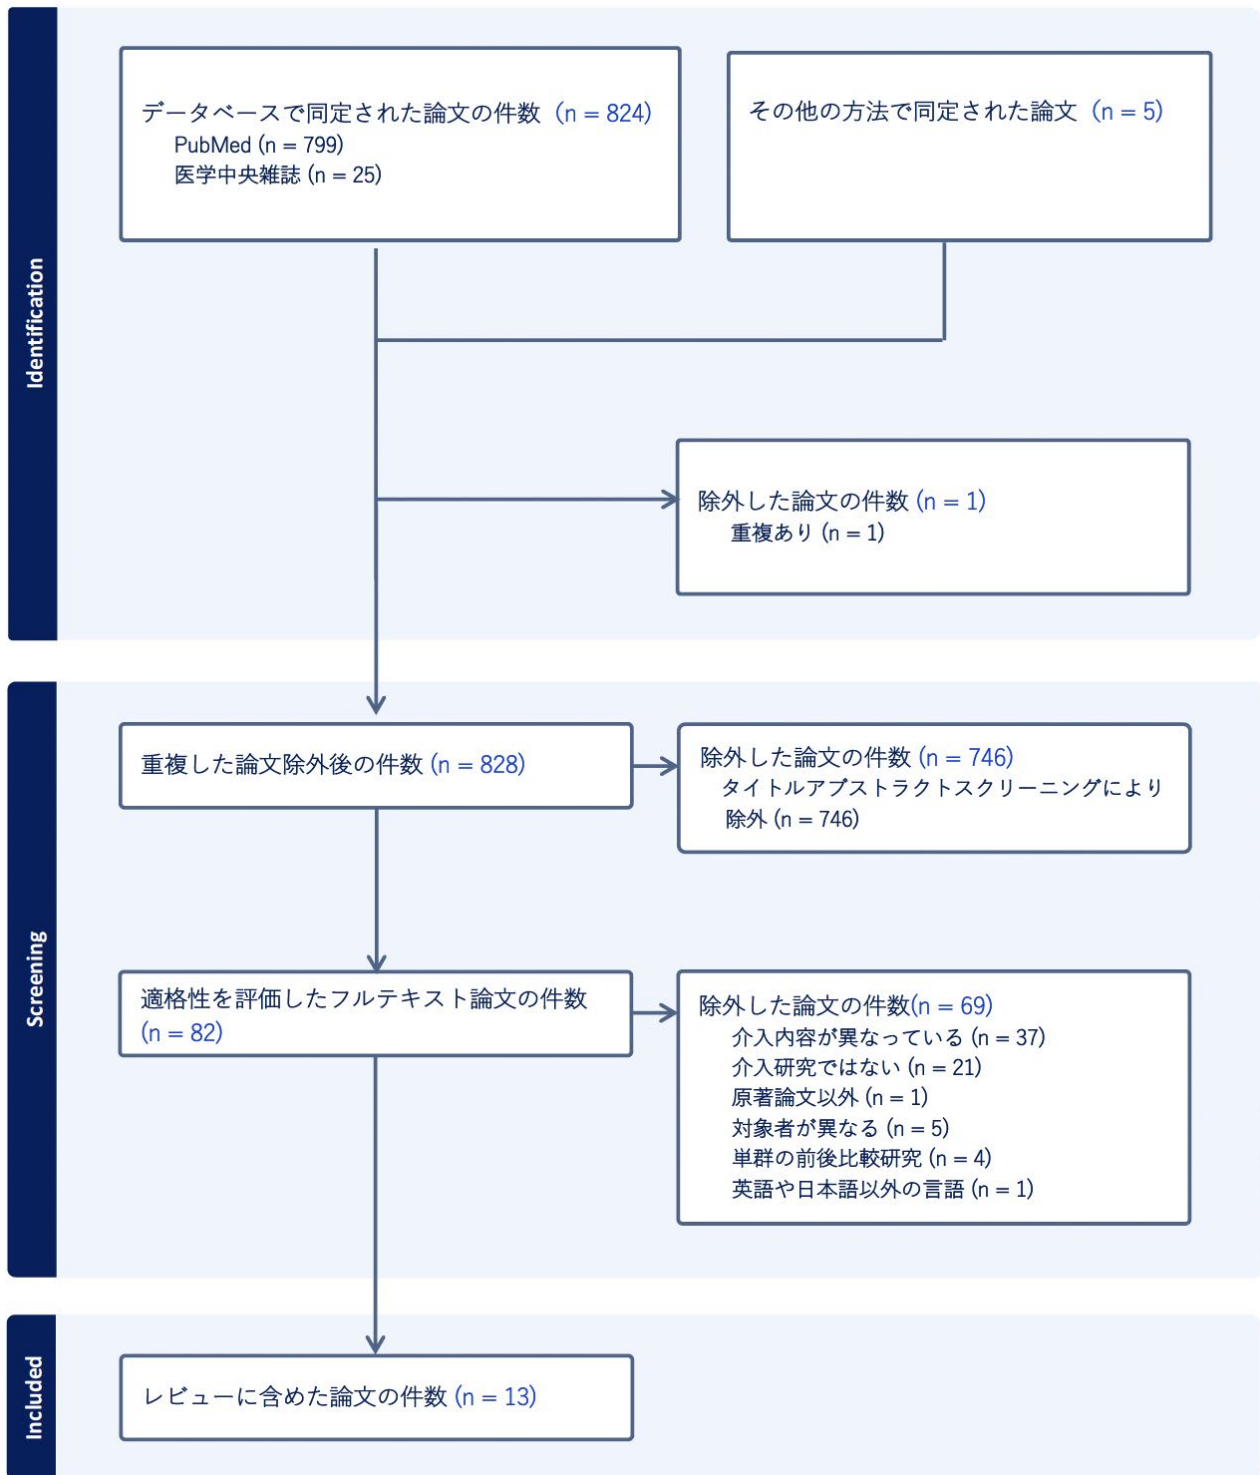 Identification
データベースで同定された論文の件数 (n = 824)
PubMed (n = 799)
医学中央雑誌 (n = 25)
その他の方法で同定された論文 (n = 5)
除外した論文の件数 (n = 1)
重複あり (n = 1)
Screening
重複した論文除外後の件数 (n = 828)
除外した論文の件数 (n = 746)
タイトルアブストラクトスクリーニングにより
除外 (n = 746)
適格性を評価したフルテキスト論文の件数
(n = 82)
除外した論文の件数(n = 69)
介入内容が異なっている (n = 37)
介入研究ではない (n = 21)
原著論文以外 (n = 1)
対象者が異なる (n = 5)
単群の前後比較研究 (n = 4)
英語や日本語以外の言語 (n = 1)
Included
レビューに含めた論文の件数 (n = 13)